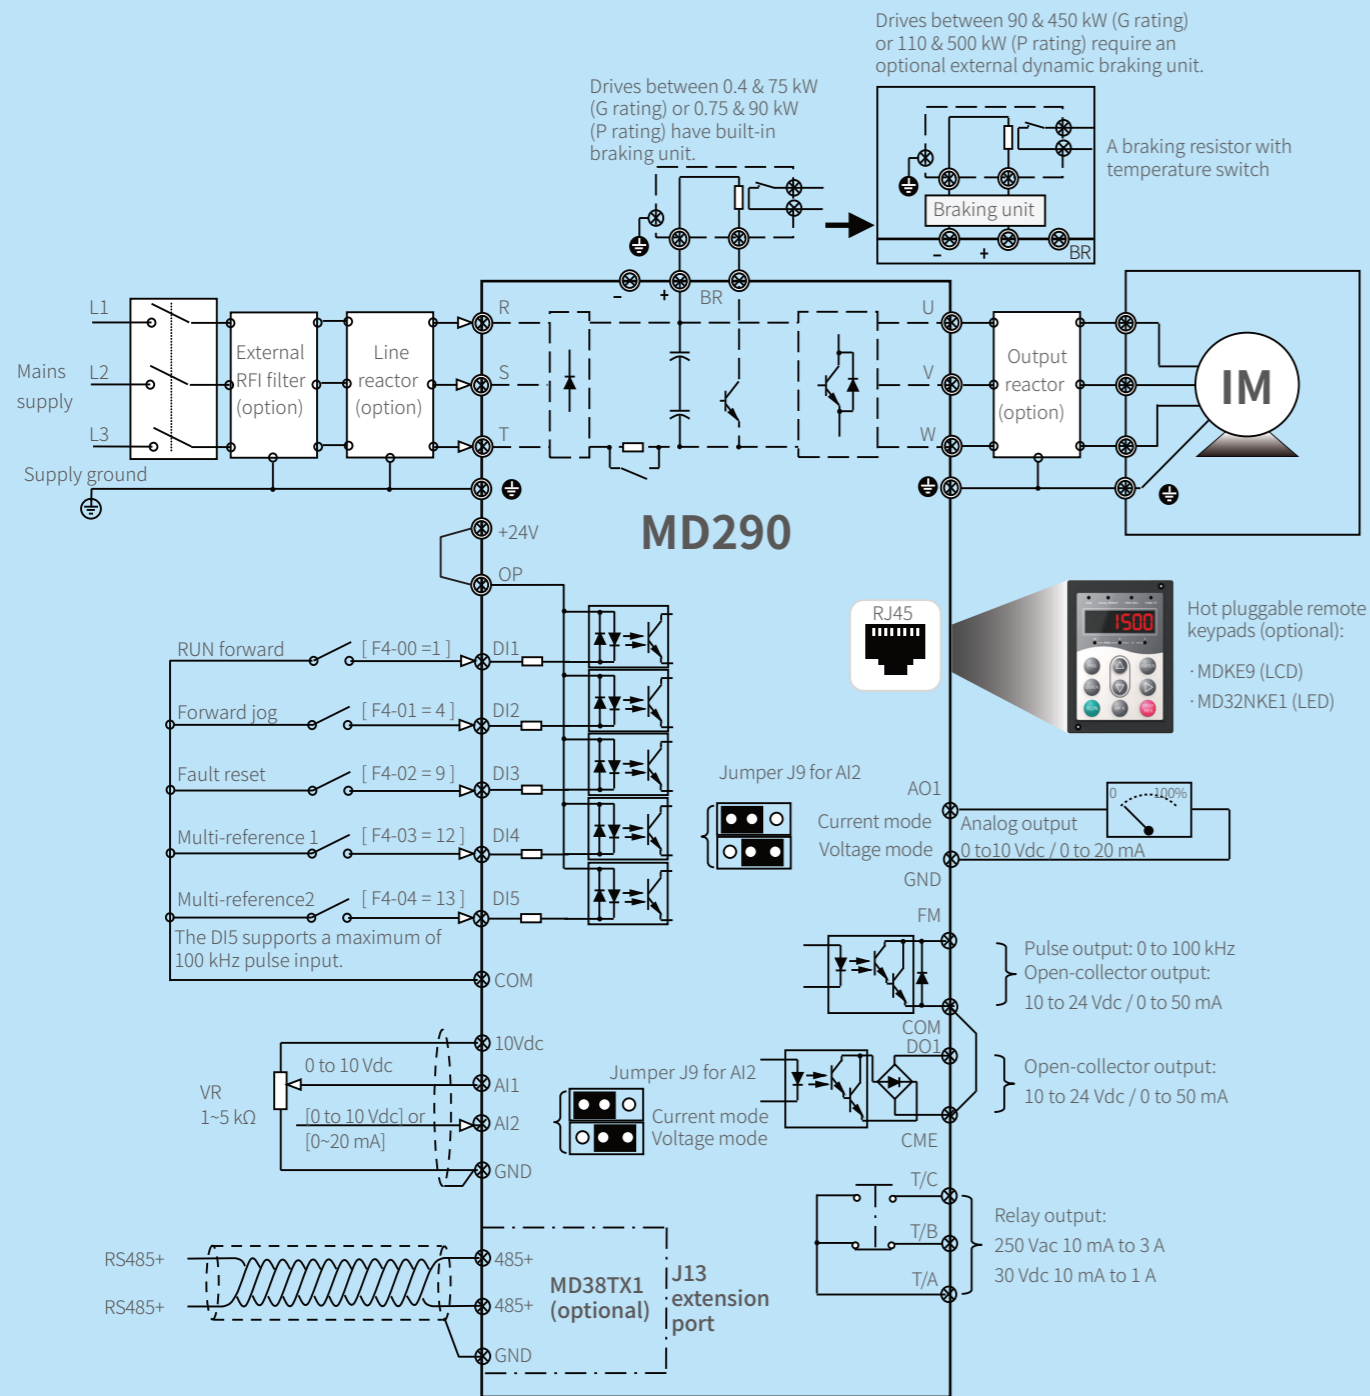 Drives between 90 & 450 kW (G rating)
or 110 & 500 kW (P rating) require an
optional external dynamic braking unit.
Drives between 0.4 & 75 kW
(G rating) or 0.75 & 90 kW
(P rating) have built-in
braking unit.
A braking resistor with
temperature switch
Braking unit
– + BR
– + BR
L1
L2
L3
Mains
supply
Supply ground
External
RFI filter
(option)
Line
reactor
(option)
R
S
T
U
V
W
Output
reactor
(option)
IM
MD290
+24V
OP
RUN forward [ F4-00 =1 ] DI1
Forward jog [ F4-01 = 4 ] DI2
Fault reset [ F4-02 = 9 ] DI3
Multi-reference 1 [ F4-03 = 12 ] DI4
Multi-reference2 [ F4-04 = 13 ] DI5
The DI5 supports a maximum of
100 kHz pulse input.
COM
RJ45
1500
Hot pluggable remote
keypads (optional):
· MDKE9 (LCD)
· MD32NKE1 (LED)
Jumper J9 for AI2
Current mode
Voltage mode
AO1
0 100%
Analog output
0 to10 Vdc / 0 to 20 mA
GND
FM
Pulse output: 0 to 100 kHz
Open-collector output:
10 to 24 Vdc / 0 to 50 mA
COM
DO1
Open-collector output:
10 to 24 Vdc / 0 to 50 mA
CME
10Vdc
0 to 10 Vdc
AI1
VR
1~5 kΩ
[0 to 10 Vdc] or
[0~20 mA]
AI2
GND
Jumper J9 for AI2
Current mode
Voltage mode
T/C
T/B
T/A
Relay output:
250 Vac 10 mA to 3 A
30 Vdc 10 mA to 1 A
RS485+
RS485+
485+
485+
GND
MD38TX1
(optional)
J13
extension
port